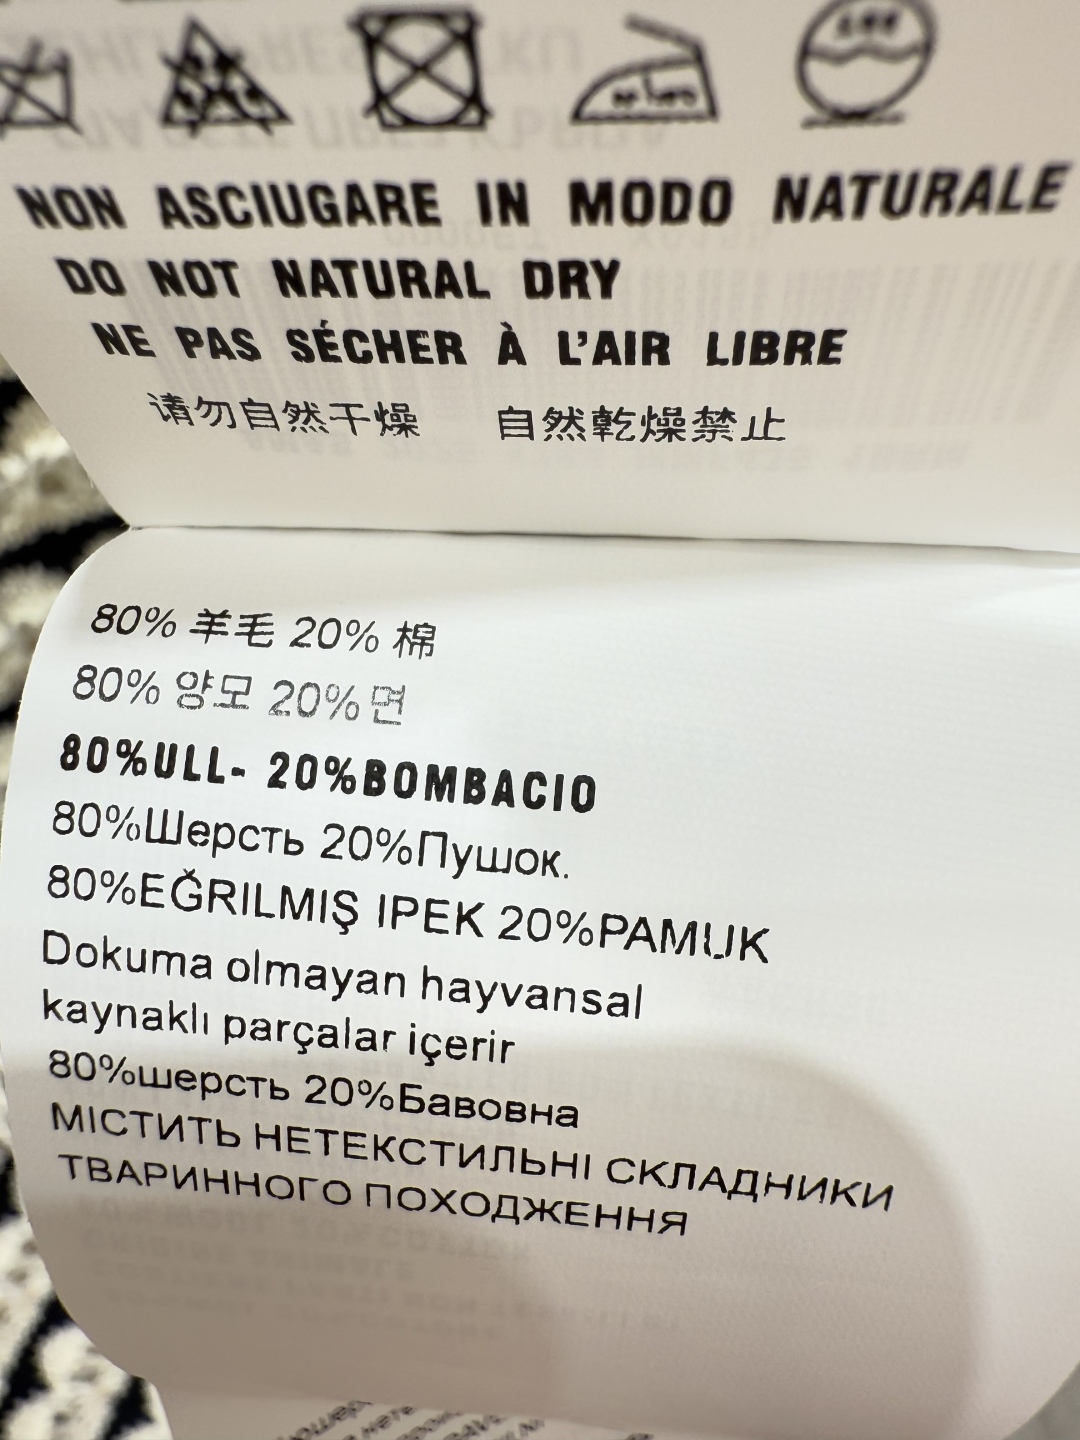 NON ASCIUGARE IN MODO NATURALE
DO NOT NATURAL DRY
NE PAS SÉCHER À L'AIR LIBRE
请勿自然干燥 自然乾燥禁止
80% 羊毛 20% 棉
80% 양모 20% 면
80%ULL- 20%BOMBACIO
80%Шерсть 20%Пушок.
80%EĞRILMIŞ IPEK 20%PAMUK
Dokuma olmayan hayvansal
kaynaklı parçalar içerir
80%шерсть 20%Бавовна
МІСТИТЬ НЕТЕКСТИЛЬНІ СКЛАДНИКИ
ТВАРИННОГО ПОХОДЖЕННЯ